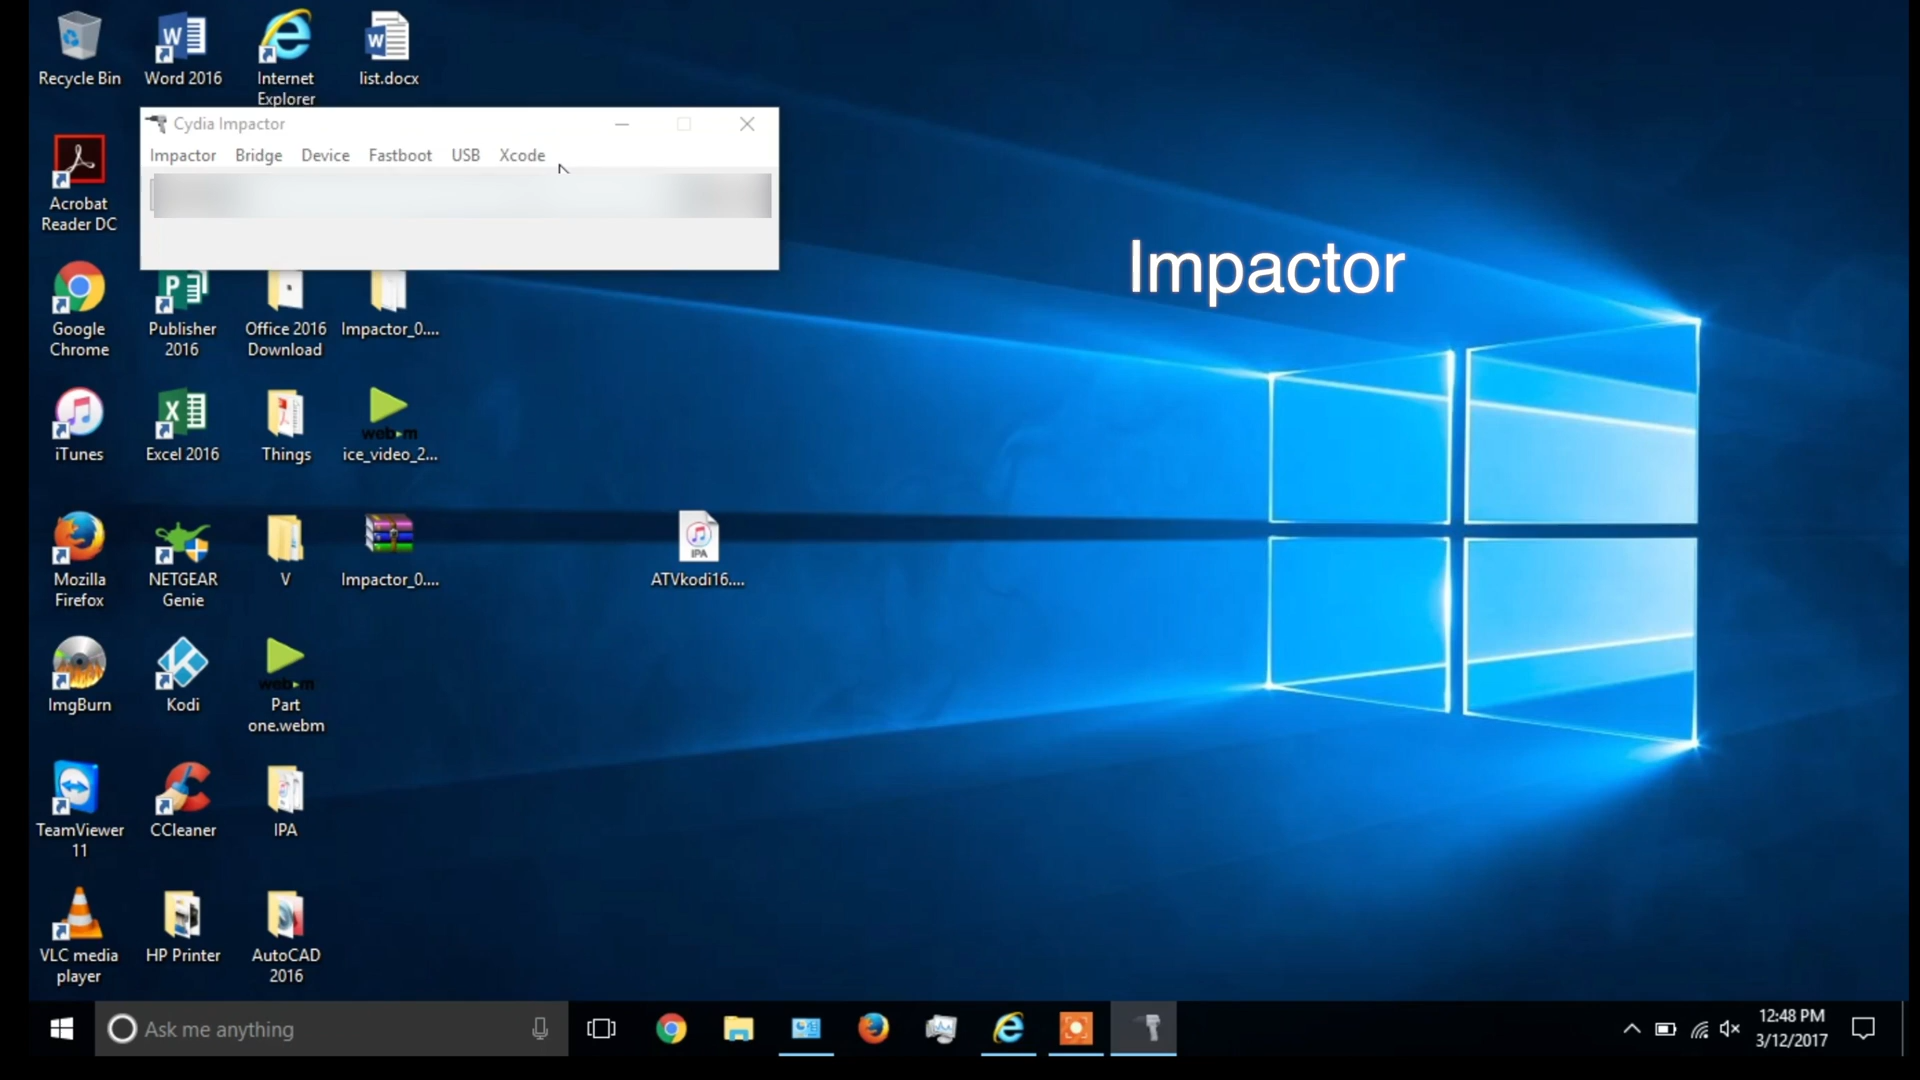 Recycle Bin
Word 2016
Internet
Explorer
list.docx
Cydia Impactor
Impactor Bridge Device Fastboot USB Xcode
Acrobat
Reader DC
Impactor
Google
Chrome
Publisher
2016
Office 2016
Download
Impactor_0....
iTunes
Excel 2016
Things
web m
ice_video_2...
Mozilla
Firefox
NETGEAR
Genie
V
Impactor_0....
IPA
ATVkodi16....
ImgBurn
Kodi
web m
Part
one.webm
TeamViewer
11
CCleaner
IPA
VLC media
player
HP Printer
AutoCAD
2016
Ask me anything
12:48 PM
3/12/2017